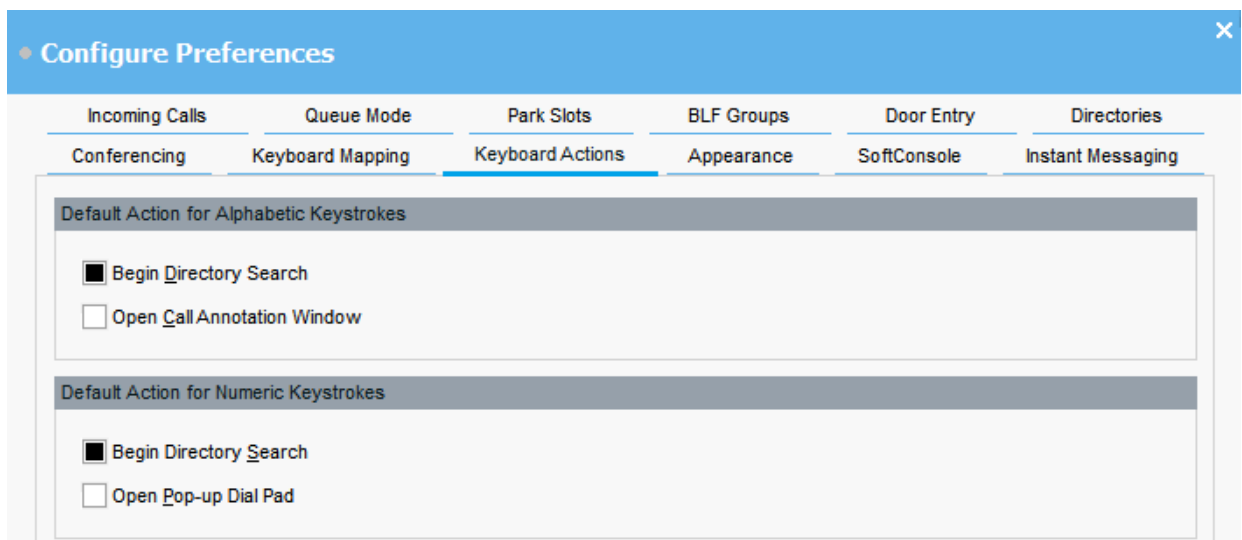 Configure Preferences
Incoming Calls Queue Mode Park Slots BLF Groups Door Entry Directories
Conferencing Keyboard Mapping Keyboard Actions Appearance SoftConsole Instant Messaging
Default Action for Alphabetic Keystrokes
Begin Directory Search
Open Call Annotation Window
Default Action for Numeric Keystrokes
Begin Directory Search
Open Pop-up Dial Pad